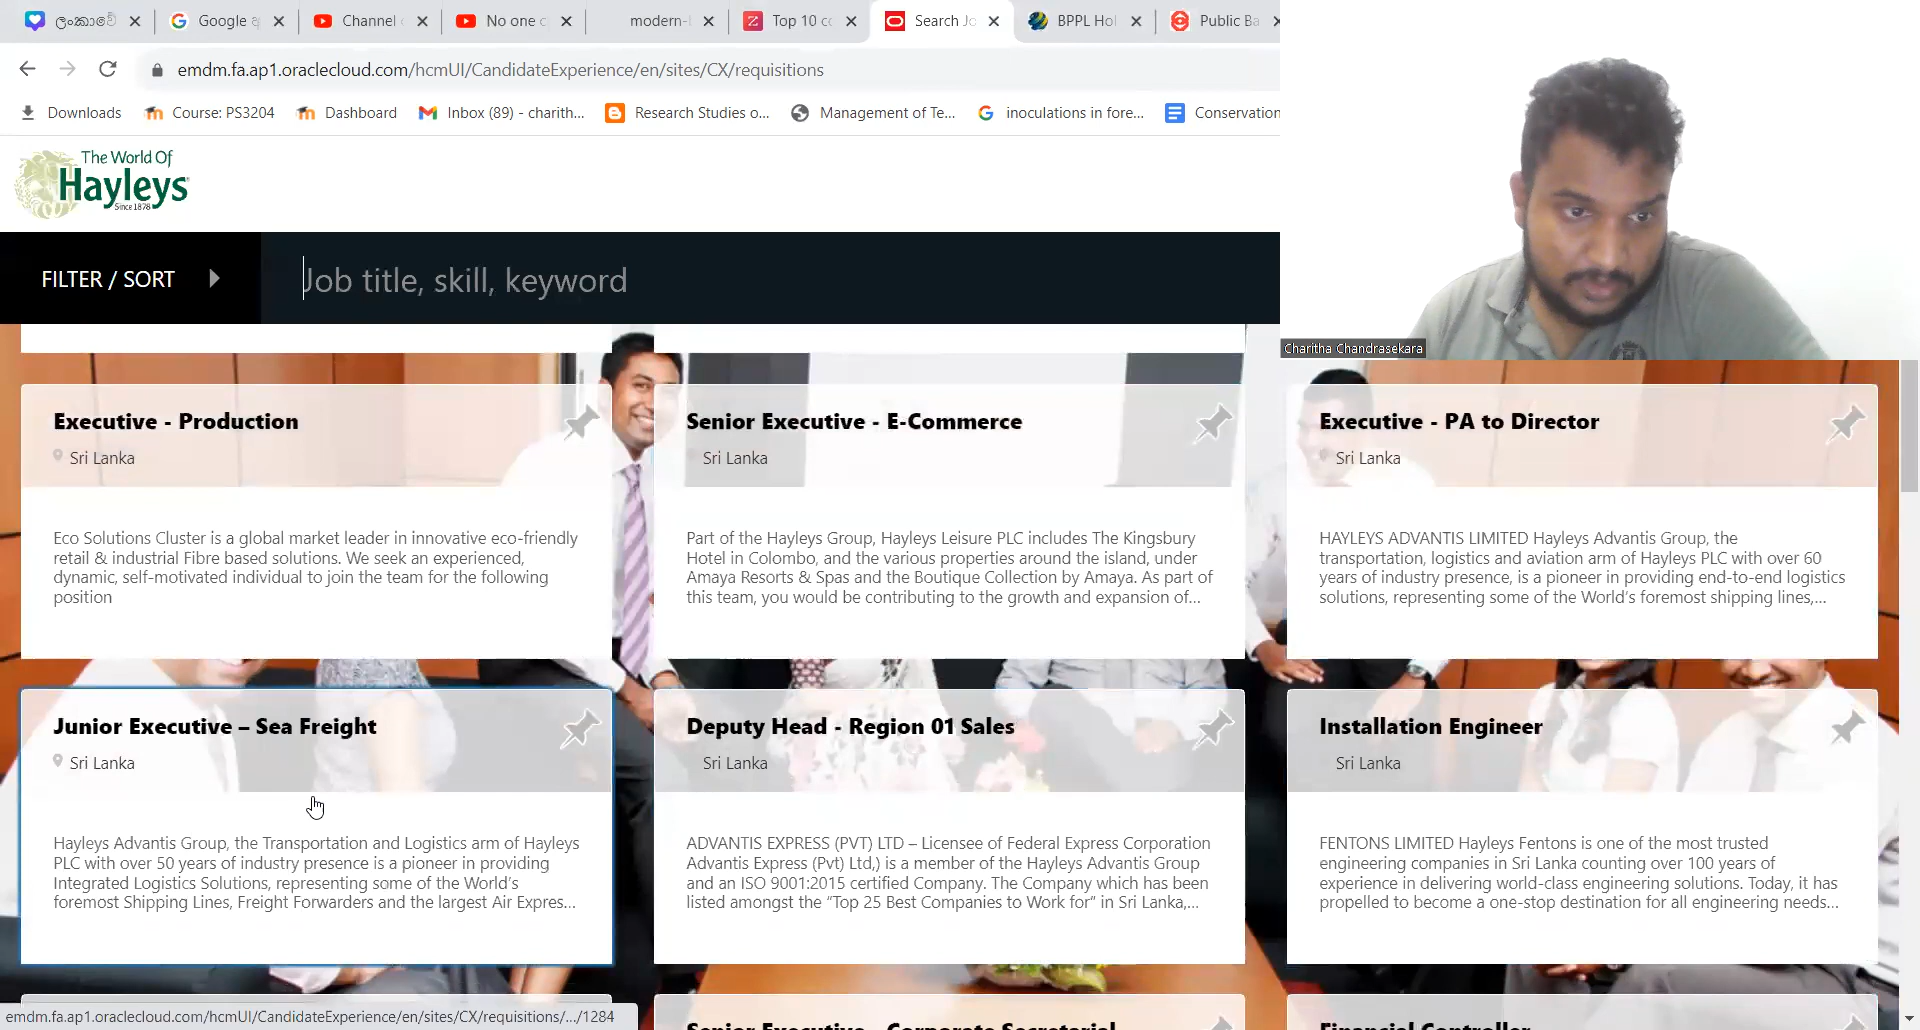 ලංකාවේ
Google
Channel
No one c
modern-
Top 10 cc
Search Jo
BPPL Hol
Public Ba
emdm.fa.ap1.oraclecloud.com/hcmUI/CandidateExperience/en/sites/CX/requisitions
Downloads
Course: PS3204
Dashboard
Inbox (89) - charith...
Research Studies o...
Management of Te...
inoculations in fore...
Conservation
The World Of
Hayleys
Since 1878
FILTER / SORT
Job title, skill, keyword
Charitha Chandrasekara
Executive - Production
Sri Lanka
Eco Solutions Cluster is a global market leader in innovative eco-friendly
retail & industrial Fibre based solutions. We seek an experienced,
dynamic, self-motivated individual to join the team for the following
position
Senior Executive - E-Commerce
Sri Lanka
Part of the Hayleys Group, Hayleys Leisure PLC includes The Kingsbury
Hotel in Colombo, and the various properties around the island, under
Amaya Resorts & Spas and the Boutique Collection by Amaya. As part of
this team, you would be contributing to the growth and expansion of...
Executive - PA to Director
Sri Lanka
HAYLEYS ADVANTIS LIMITED Hayleys Advantis Group, the
transportation, logistics and aviation arm of Hayleys PLC with over 60
years of industry presence, is a pioneer in providing end-to-end logistics
solutions, representing some of the World's foremost shipping lines,...
Junior Executive – Sea Freight
Sri Lanka
Hayleys Advantis Group, the Transportation and Logistics arm of Hayleys
PLC with over 50 years of industry presence is a pioneer in providing
Integrated Logistics Solutions, representing some of the World's
foremost Shipping Lines, Freight Forwarders and the largest Air Expres...
Deputy Head - Region 01 Sales
Sri Lanka
ADVANTIS EXPRESS (PVT) LTD – Licensee of Federal Express Corporation
Advantis Express (Pvt) Ltd,) is a member of the Hayleys Advantis Group
and an ISO 9001:2015 certified Company. The Company which has been
listed amongst the “Top 25 Best Companies to Work for” in Sri Lanka,...
Installation Engineer
Sri Lanka
FENTONS LIMITED Hayleys Fentons is one of the most trusted
engineering companies in Sri Lanka counting over 100 years of
experience in delivering world-class engineering solutions. Today, it has
propelled to become a one-stop destination for all engineering needs...
emdm.fa.ap1.oraclecloud.com/hcmUI/CandidateExperience/en/sites/CX/requisitions/.../1284
Senior Executive - Corporate Secretarial
Financial Controller